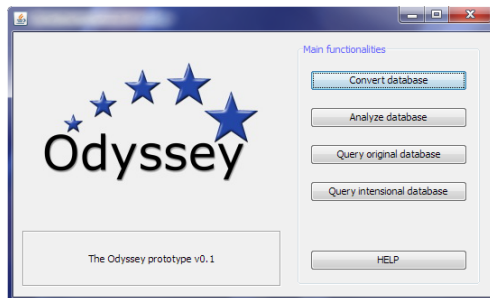 Main functionalities
Convert database
Analyze database
Query original database
Query intensional database
HELP
Odyssey
The Odyssey prototype v0.1